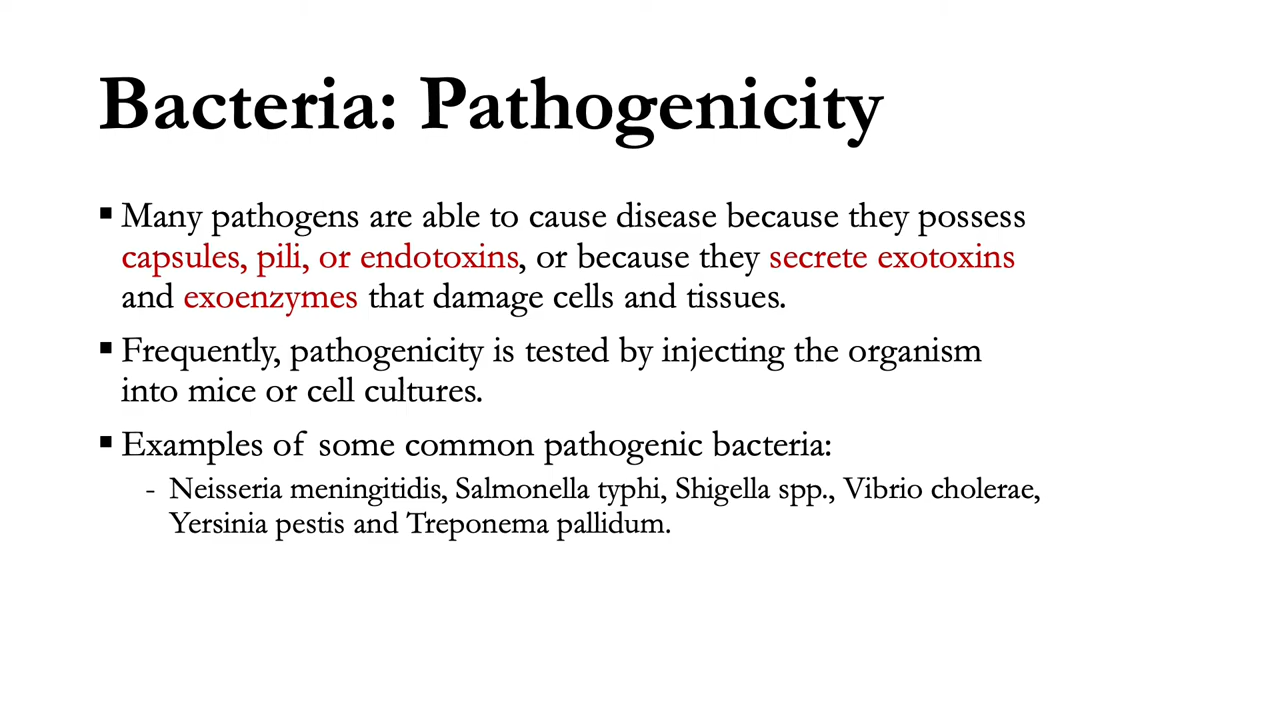 Bacteria: Pathogenicity
▪ Many pathogens are able to cause disease because they possess
capsules, pili, or endotoxins, or because they secrete exotoxins
and exoenzymes that damage cells and tissues.
▪ Frequently, pathogenicity is tested by injecting the organism
into mice or cell cultures.
▪ Examples of some common pathogenic bacteria:
- Neisseria meningitidis, Salmonella typhi, Shigella spp., Vibrio cholerae,
Yersinia pestis and Treponema pallidum.